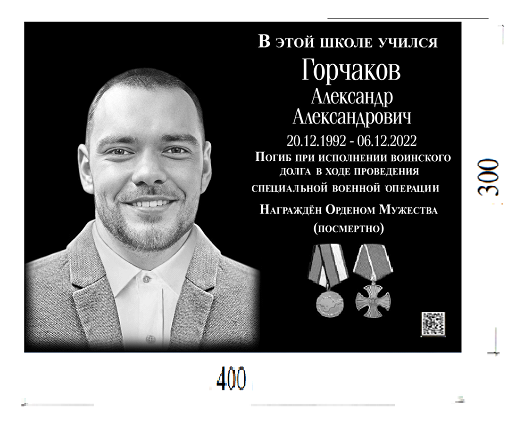 В этой школе учился
Горчаков
Александр
Александрович
20.12.1992 - 06.12.2022
Погиб при исполнении воинского
долга в ходе проведения
специальной военной операции
Награждён Орденом Мужества
(посмертно)
300
400